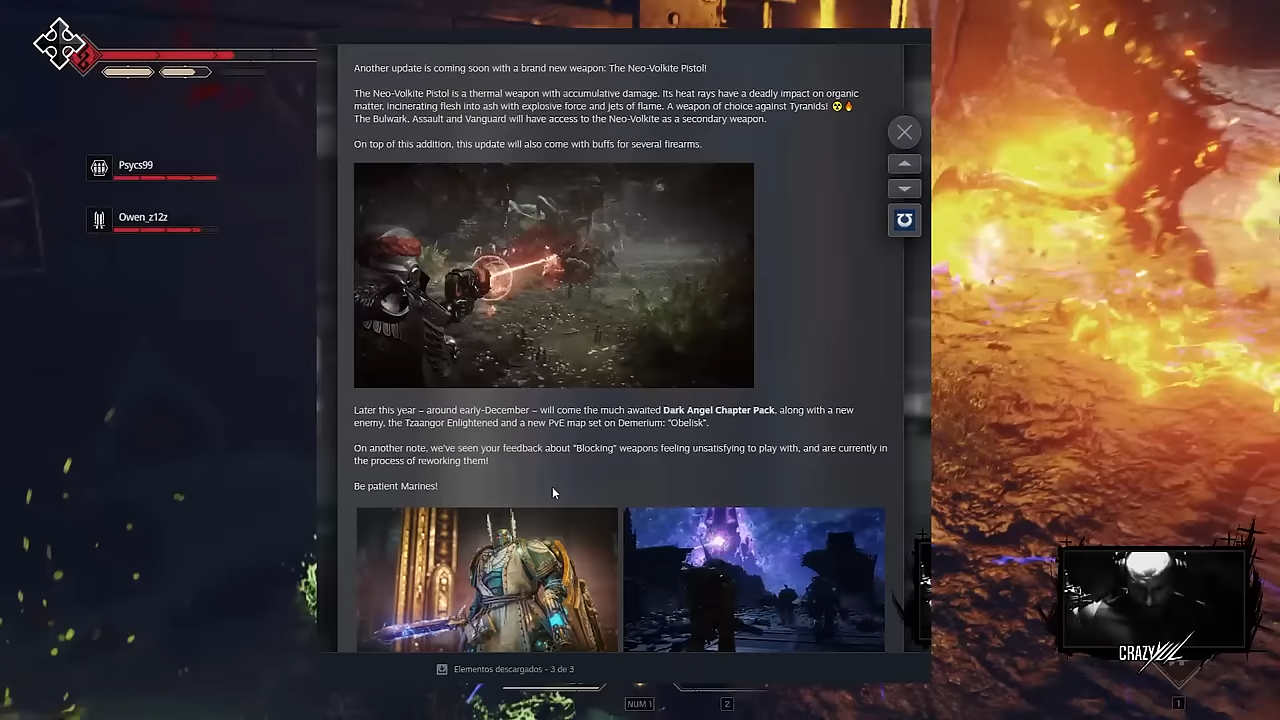 Another update is coming soon with a brand new weapon: The Neo-Volkite Pistol!
The Neo-Volkite Pistol is a thermal weapon with accumulative damage. Its heat rays have a deadly impact on organic
matter, incinerating flesh into ash with explosive force and jets of flame. A weapon of choice against Tyranids! ☢️🔥
The Bulwark, Assault and Vanguard will have access to the Neo-Volkite as a secondary weapon.
On top of this addition, this update will also come with buffs for several firearms.
Psycs99
Owen_z12z
Later this year – around early-December – will come the much awaited Dark Angel Chapter Pack, along with a new
enemy, the Tzaangor Enlightened and a new PvE map set on Demerium: "Obelisk".
On another note, we've seen your feedback about "Blocking" weapons feeling unsatisfying to play with, and are currently in
the process of reworking them!
Be patient Marines!
Elementos descargados - 3 de 3
CRAZY
NUM 1
2
1